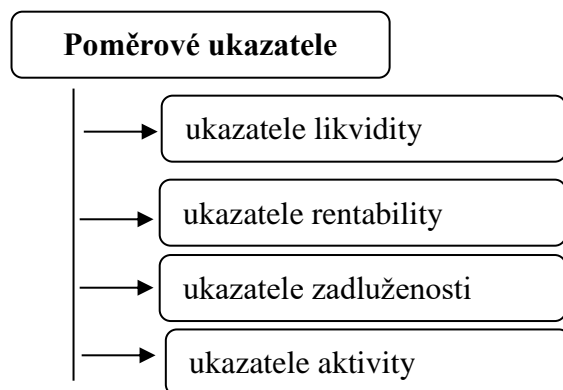 Poměrové ukazatele
ukazatele likvidity
ukazatele rentability
ukazatele zadluženosti
ukazatele aktivity